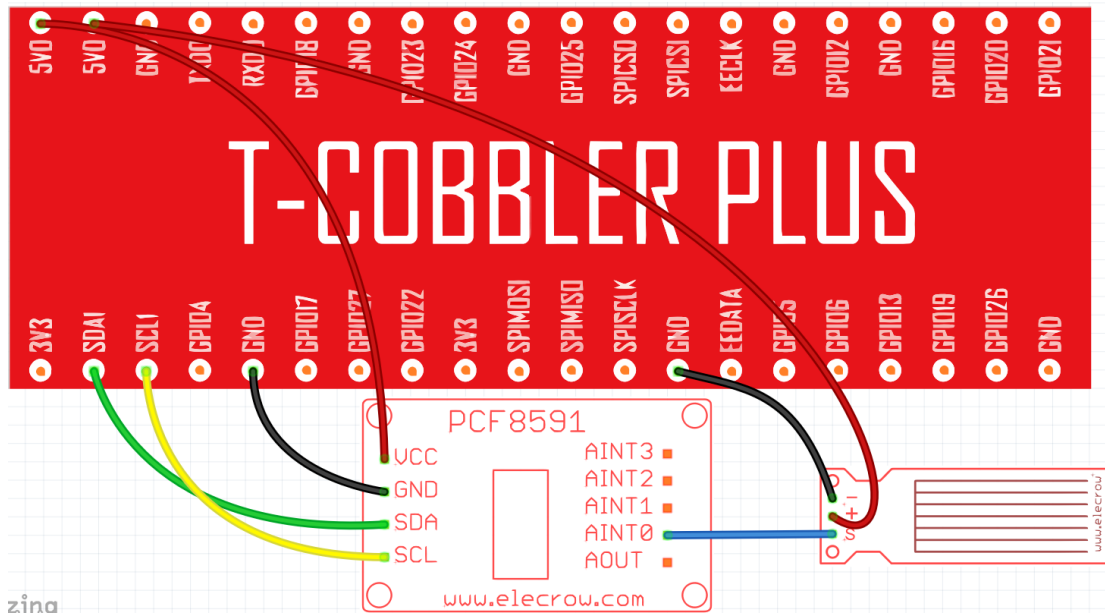 5V0 5V0 GND TXD0 RXD0 GPIO18 GND GPIO23 GPIO24 GND GPIO25 SPICS0 SPICS1 EECLK GND GPIO12 GND GPIO16 GPIO20 GPIO21
T-COBBLER PLUS
3V3 SDA1 SCL1 GPIO4 GND GPIO17 GPIO27 GPIO22 3V3 SPIMOSI SPIMISO SPISCLK GND EEDATA GPIO5 GPIO6 GPIO13 GPIO19 GPIO26 GND
PCF8591
VCC AINT3
GND AINT2
SDA AINT1
SCL AINT0
AOUT
www.elecrow.com
-
+
S
www.elecrow
zing